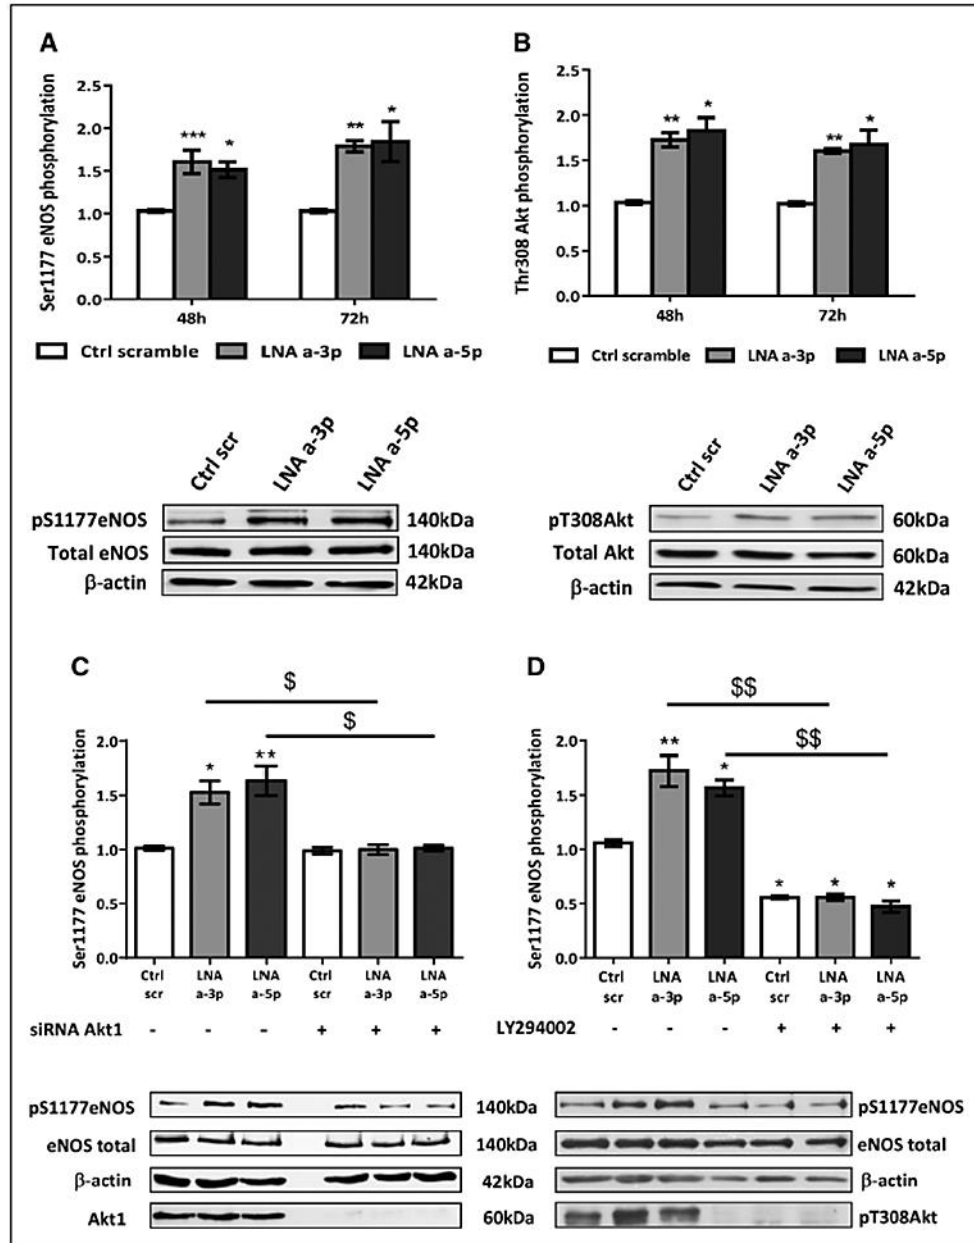 A
Ser1177 eNOS phosphorylation
2.5
2.0
1.5
1.0
0.5
0.0
*** * ** *
48h 72h
Ctrl scramble LNA a-3p LNA a-5p
B
Thr308 Akt phosphorylation
2.5
2.0
1.5
1.0
0.5
0.0
** * ** *
48h 72h
Ctrl scramble LNA a-3p LNA a-5p
Ctrl scr LNA a-3p LNA a-5p
pS1177eNOS 140kDa
Total eNOS 140kDa
β-actin 42kDa
Ctrl scr LNA a-3p LNA a-5p
pT308Akt 60kDa
Total Akt 60kDa
β-actin 42kDa
C
$
$
Ser1177 eNOS phosphorylation
2.0
1.5
1.0
0.5
0.0
* **
Ctrl scr LNA a-3p LNA a-5p Ctrl scr LNA a-3p LNA a-5p
siRNA Akt1 - - - + + +
D
$$
$$
Ser1177 eNOS phosphorylation
2.0
1.5
1.0
0.5
0.0
** * * * *
Ctrl scr LNA a-3p LNA a-5p Ctrl scr LNA a-3p LNA a-5p
LY294002 - - - + + +
pS1177eNOS 140kDa pS1177eNOS
eNOS total 140kDa eNOS total
β-actin 42kDa β-actin
Akt1 60kDa pT308Akt